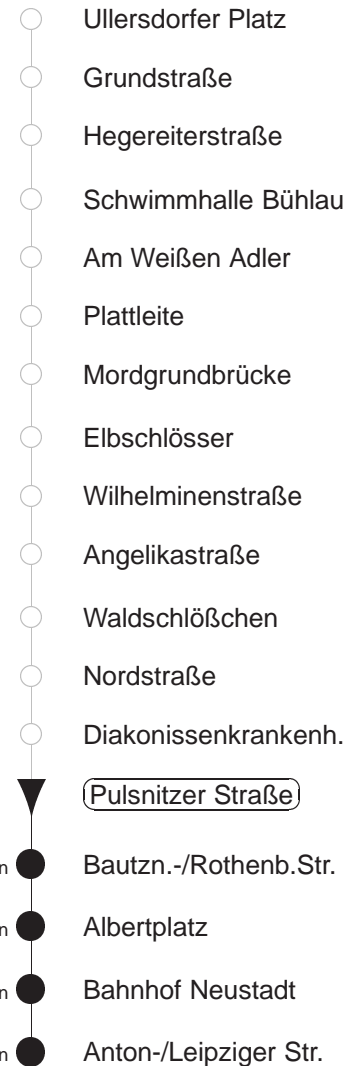 Ullersdorfer Platz
Grundstraße
Hegereiterstraße
Schwimmhalle Bühlau
Am Weißen Adler
Plattleite
Mordgrundbrücke
Elbschlösser
Wilhelminenstraße
Angelikastraße
Waldschlößchen
Nordstraße
Diakonissenkrankenh.
Pulsnitzer Straße
n Bautzn.-/Rothenb.Str.
n Albertplatz
n Bahnhof Neustadt
n Anton-/Leipziger Str.